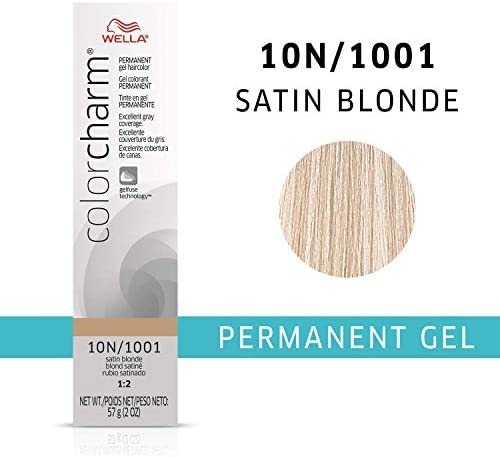 WELLA
PERMANENT
gel haircolor
Gel colorant
PERMANENT
Tinte en gel
PERMANENTE
Excellent gray
coverage.
Excellente
couverture du gris.
Excelente cobertura
de canas.
gelfuse
technology™
colorcharm®
10N/1001
satin blonde
blond satiné
rubio satinado
1:2
NET WT./POIDS NET/PESO NETO:
57 g (2 OZ)
10N/1001
SATIN BLONDE
PERMANENT GEL